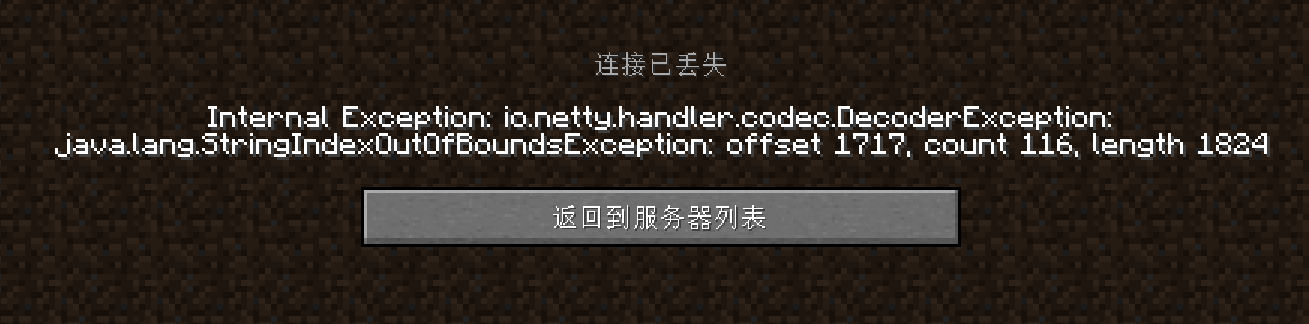 连接已丢失
Internal Exception: io.netty.handler.codec.DecoderException:
java.lang.StringIndexOutOfBoundsException: offset 1717, count 116, length 1824
返回到服务器列表